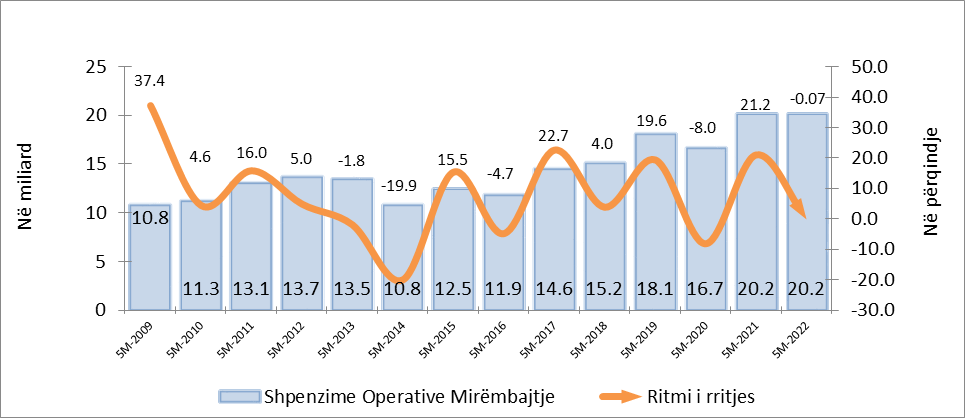 Në miliard
25
20
15
10
5
0
37.4
4.6
16.0
5.0
-1.8
-19.9
15.5
-4.7
22.7
4.0
19.6
-8.0
21.2
-0.07
10.8
11.3
13.1
13.7
13.5
10.8
12.5
11.9
14.6
15.2
18.1
16.7
20.2
20.2
50.0
40.0
30.0
20.0
10.0
0.0
-10.0
-20.0
-30.0
Në përqindje
5M-2009
5M-2010
5M-2011
5M-2012
5M-2013
5M-2014
5M-2015
5M-2016
5M-2017
5M-2018
5M-2019
5M-2020
5M-2021
5M-2022
Shpenzime Operative Mirëmbajtje
Ritmi i rritjes